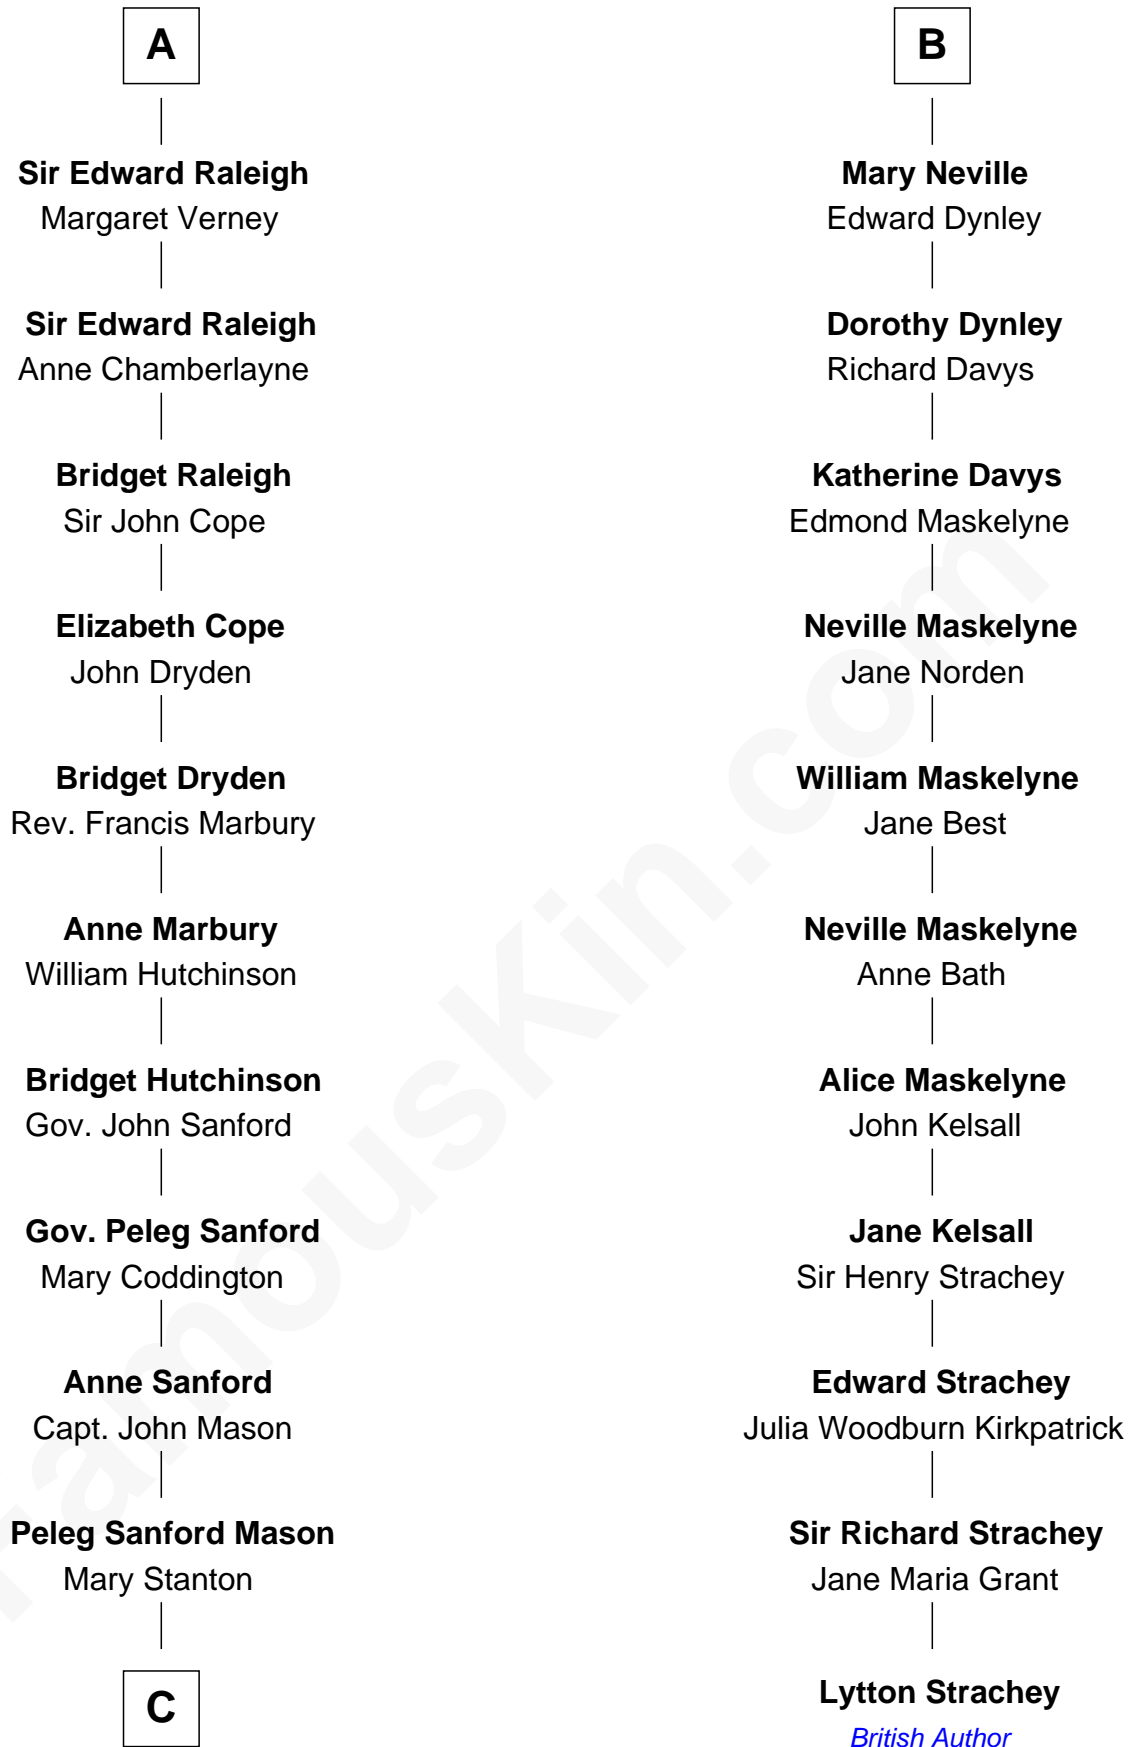 A
Sir Edward Raleigh
Margaret Verney
Sir Edward Raleigh
Anne Chamberlayne
Bridget Raleigh
Sir John Cope
Elizabeth Cope
John Dryden
Bridget Dryden
Rev. Francis Marbury
Anne Marbury
William Hutchinson
Bridget Hutchinson
Gov. John Sanford
Gov. Peleg Sanford
Mary Coddington
Anne Sanford
Capt. John Mason
Peleg Sanford Mason
Mary Stanton
C
B
Mary Neville
Edward Dynley
Dorothy Dynley
Richard Davys
Katherine Davys
Edmond Maskelyne
Neville Maskelyne
Jane Norden
William Maskelyne
Jane Best
Neville Maskelyne
Anne Bath
Alice Maskelyne
John Kelsall
Jane Kelsall
Sir Henry Strachey
Edward Strachey
Julia Woodburn Kirkpatrick
Sir Richard Strachey
Jane Maria Grant
Lytton Strachey
British Author
FamousKin.com